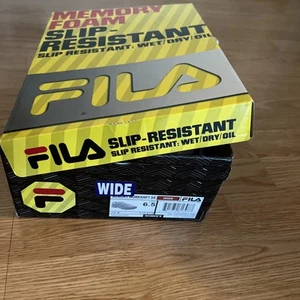 MEMORY
FOAM
SLIP-
RESISTANT
SLIP RESISTANT: WET/DRY/OIL
FILA
FILA SLIP-RESISTANT
SLIP RESISTANT: WET/DRY/OIL
WIDE
6.5
FILA